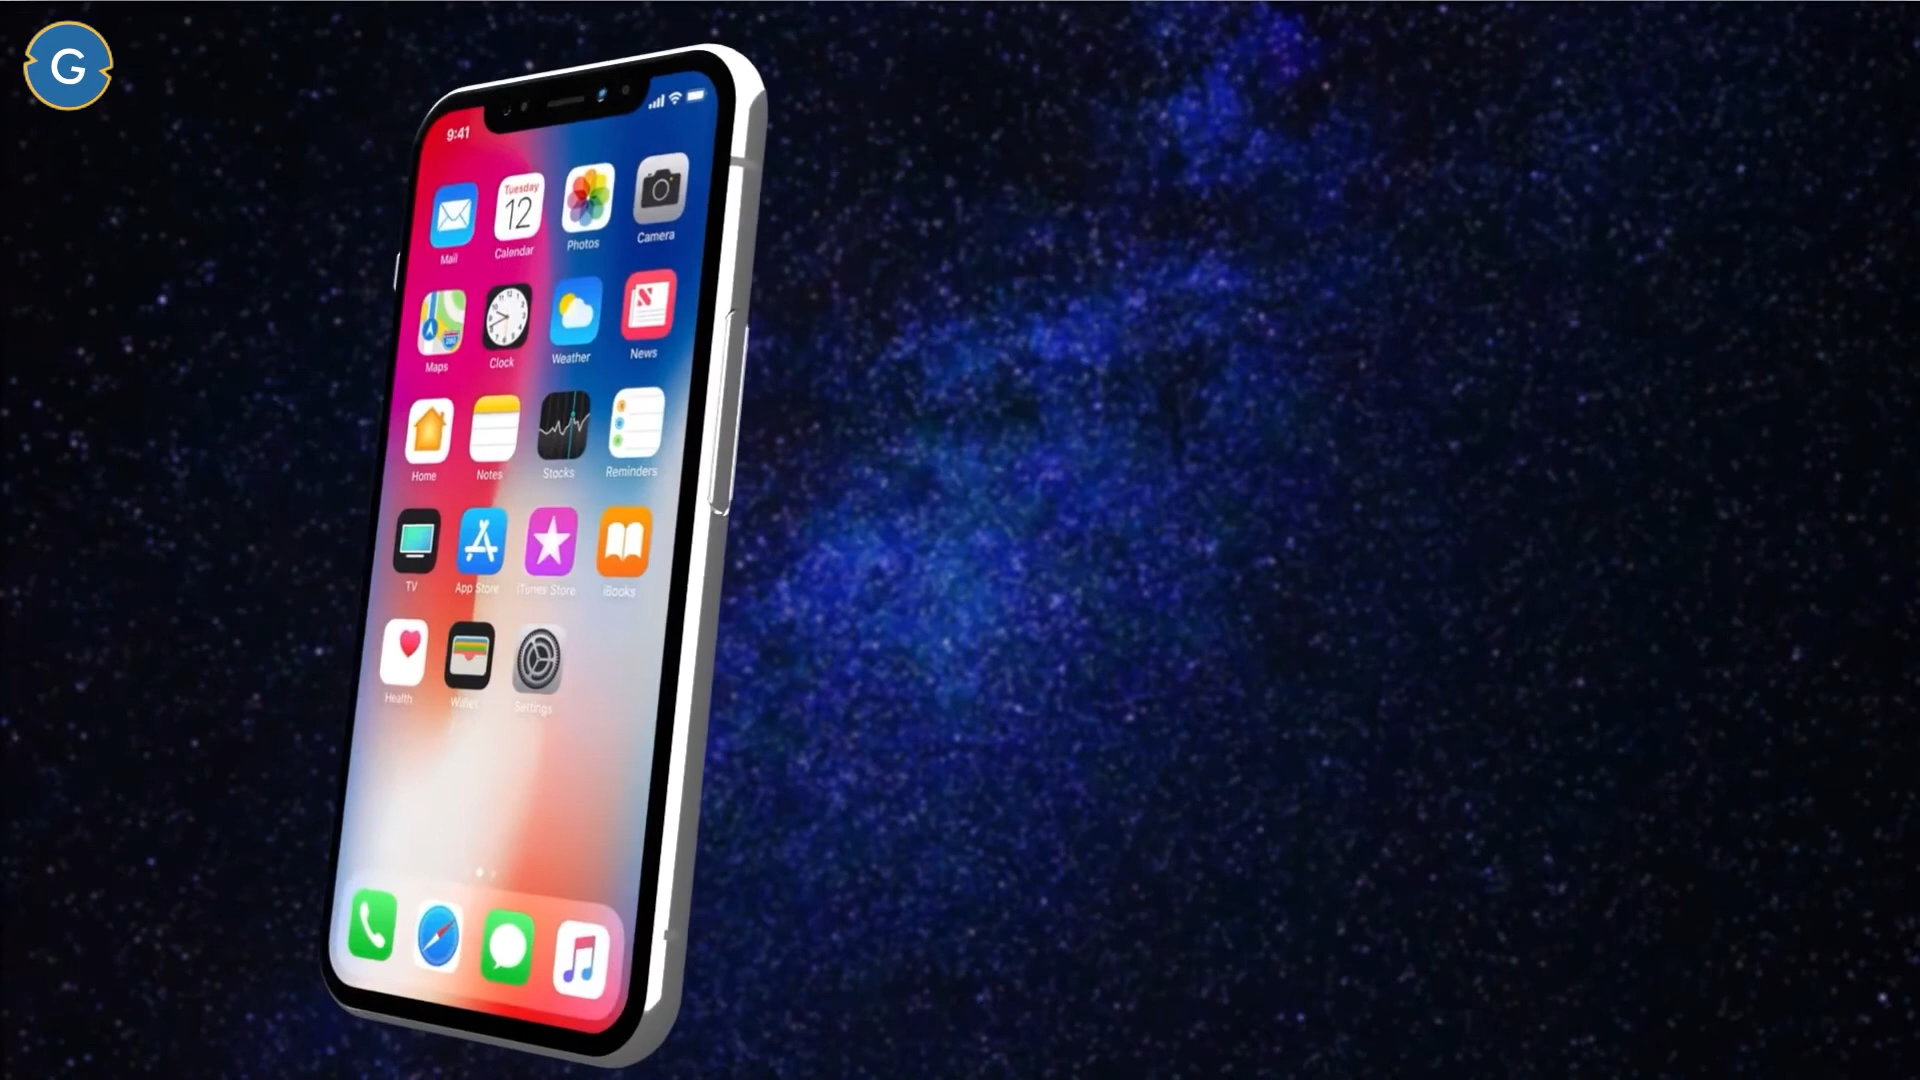 G
9:41
Tuesday
12
Mail
Calendar
Photos
Camera
Maps
Clock
Weather
News
Home
Notes
Stocks
Reminders
TV
App Store
iTunes Store
iBooks
Health
Wallet
Settings